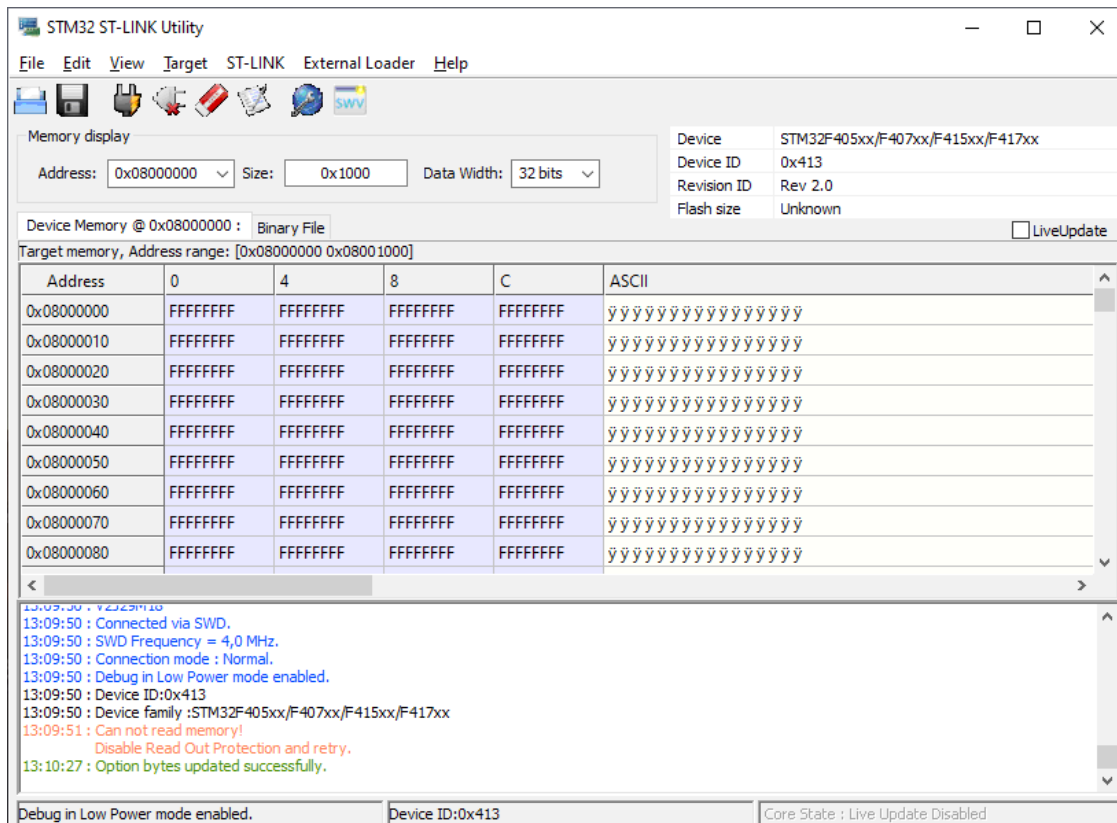 STM32 ST-LINK Utility
File Edit View Target ST-LINK External Loader Help
SWV
Memory display
Address: 0x08000000 Size: 0x1000 Data Width: 32 bits
Device STM32F405xx/F407xx/F415xx/F417xx
Device ID 0x413
Revision ID Rev 2.0
Flash size Unknown
Device Memory @ 0x08000000 : Binary File LiveUpdate
Target memory, Address range: [0x08000000 0x08001000]
Address 0 4 8 C ASCII
0x08000000 FFFFFFFF FFFFFFFF FFFFFFFF FFFFFFFF ÿÿÿÿÿÿÿÿÿÿÿÿÿÿÿÿ
0x08000010 FFFFFFFF FFFFFFFF FFFFFFFF FFFFFFFF ÿÿÿÿÿÿÿÿÿÿÿÿÿÿÿÿ
0x08000020 FFFFFFFF FFFFFFFF FFFFFFFF FFFFFFFF ÿÿÿÿÿÿÿÿÿÿÿÿÿÿÿÿ
0x08000030 FFFFFFFF FFFFFFFF FFFFFFFF FFFFFFFF ÿÿÿÿÿÿÿÿÿÿÿÿÿÿÿÿ
0x08000040 FFFFFFFF FFFFFFFF FFFFFFFF FFFFFFFF ÿÿÿÿÿÿÿÿÿÿÿÿÿÿÿÿ
0x08000050 FFFFFFFF FFFFFFFF FFFFFFFF FFFFFFFF ÿÿÿÿÿÿÿÿÿÿÿÿÿÿÿÿ
0x08000060 FFFFFFFF FFFFFFFF FFFFFFFF FFFFFFFF ÿÿÿÿÿÿÿÿÿÿÿÿÿÿÿÿ
0x08000070 FFFFFFFF FFFFFFFF FFFFFFFF FFFFFFFF ÿÿÿÿÿÿÿÿÿÿÿÿÿÿÿÿ
0x08000080 FFFFFFFF FFFFFFFF FFFFFFFF FFFFFFFF ÿÿÿÿÿÿÿÿÿÿÿÿÿÿÿÿ
13:09:50 : V2J29M18
13:09:50 : Connected via SWD.
13:09:50 : SWD Frequency = 4,0 MHz.
13:09:50 : Connection mode : Normal.
13:09:50 : Debug in Low Power mode enabled.
13:09:50 : Device ID:0x413
13:09:50 : Device family :STM32F405xx/F407xx/F415xx/F417xx
13:09:51 : Can not read memory!
Disable Read Out Protection and retry.
13:10:27 : Option bytes updated successfully.
Debug in Low Power mode enabled. Device ID:0x413 Core State : Live Update Disabled